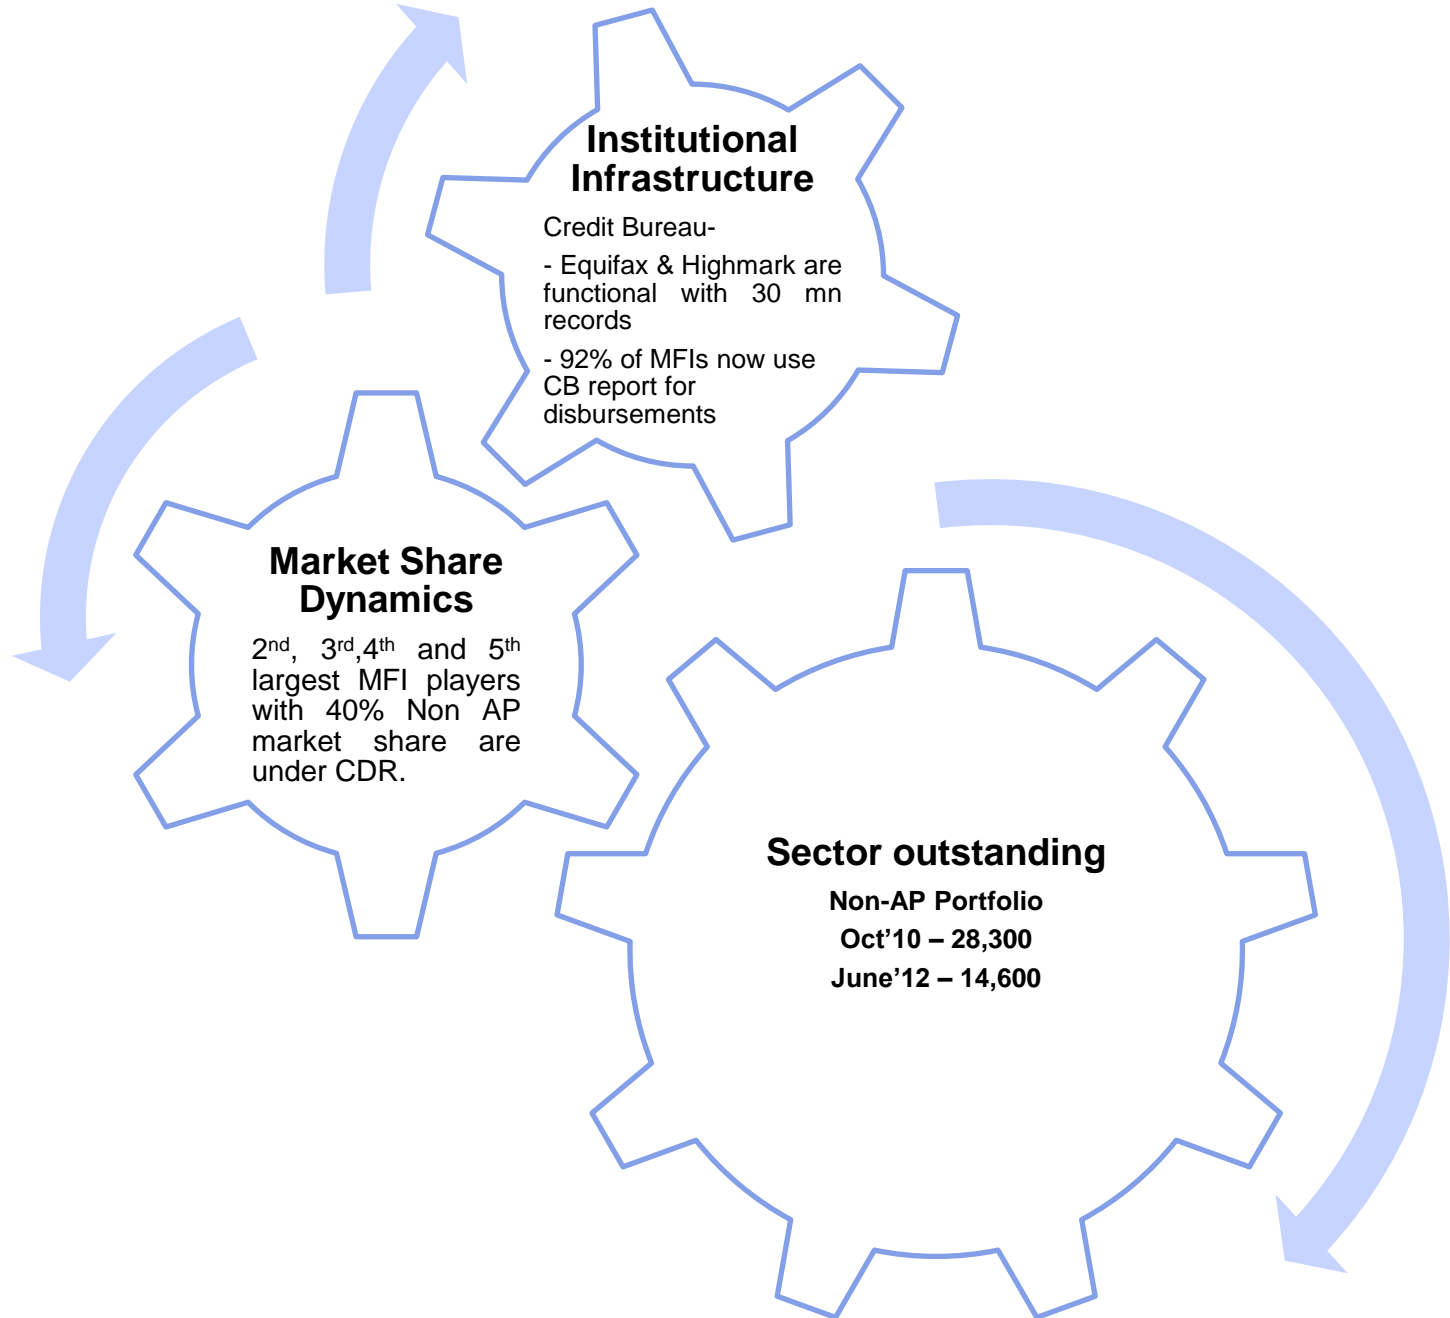 Institutional
Infrastructure
Credit Bureau-
- Equifax & Highmark are
functional with 30 mn
records
- 92% of MFIs now use
CB report for
disbursements
Market Share
Dynamics
2nd, 3rd,4th and 5th
largest MFI players
with 40% Non AP
market share are
under CDR.
Sector outstanding
Non-AP Portfolio
Oct’10 – 28,300
June’12 – 14,600